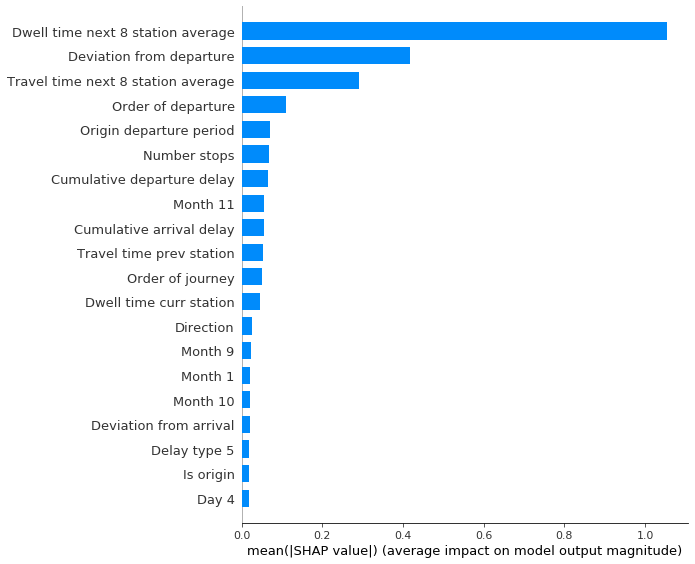 Dwell time next 8 station average
Deviation from departure
Travel time next 8 station average
Order of departure
Origin departure period
Number stops
Cumulative departure delay
Month 11
Cumulative arrival delay
Travel time prev station
Order of journey
Dwell time curr station
Direction
Month 9
Month 1
Month 10
Deviation from arrival
Delay type 5
Is origin
Day 4
0.0 0.2 0.4 0.6 0.8 1.0
mean(|SHAP value|) (average impact on model output magnitude)